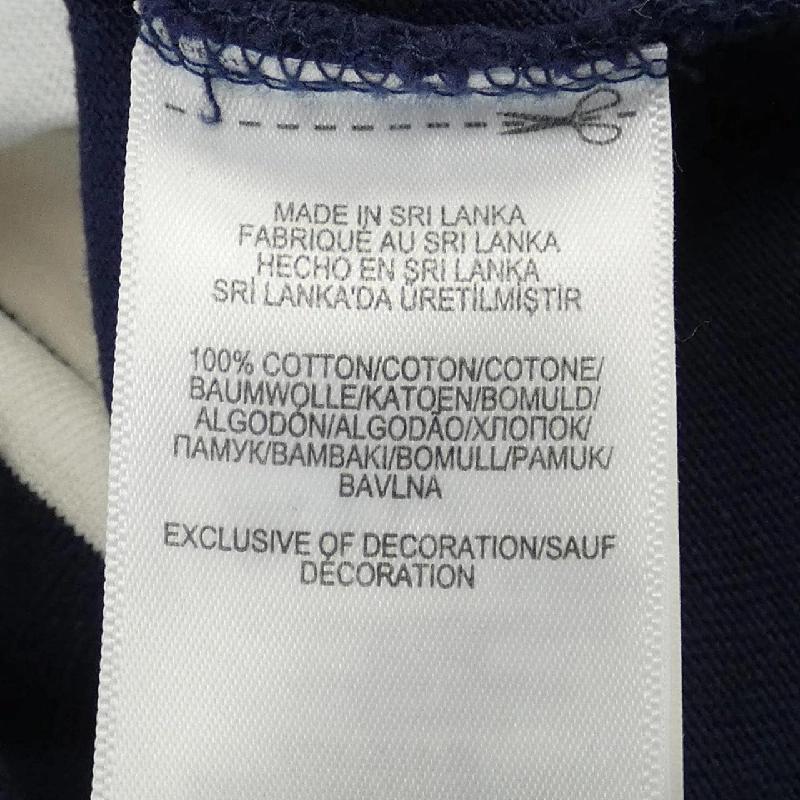 MADE IN SRI LANKA
FABRIQUÉ AU SRI LANKA
HECHO EN SRI LANKA
SRİ LANKA'DA ÜRETİLMİŞTİR
100% COTTON/COTON/COTONE/
BAUMWOLLE/KATOEN/BOMULD/
ALGODÓN/ALGODÃO/ХЛОПОК/
ПАМУК/BAMBAKI/BOMULL/PAMUK/
BAVLNA
EXCLUSIVE OF DECORATION/SAUF
DÉCORATION